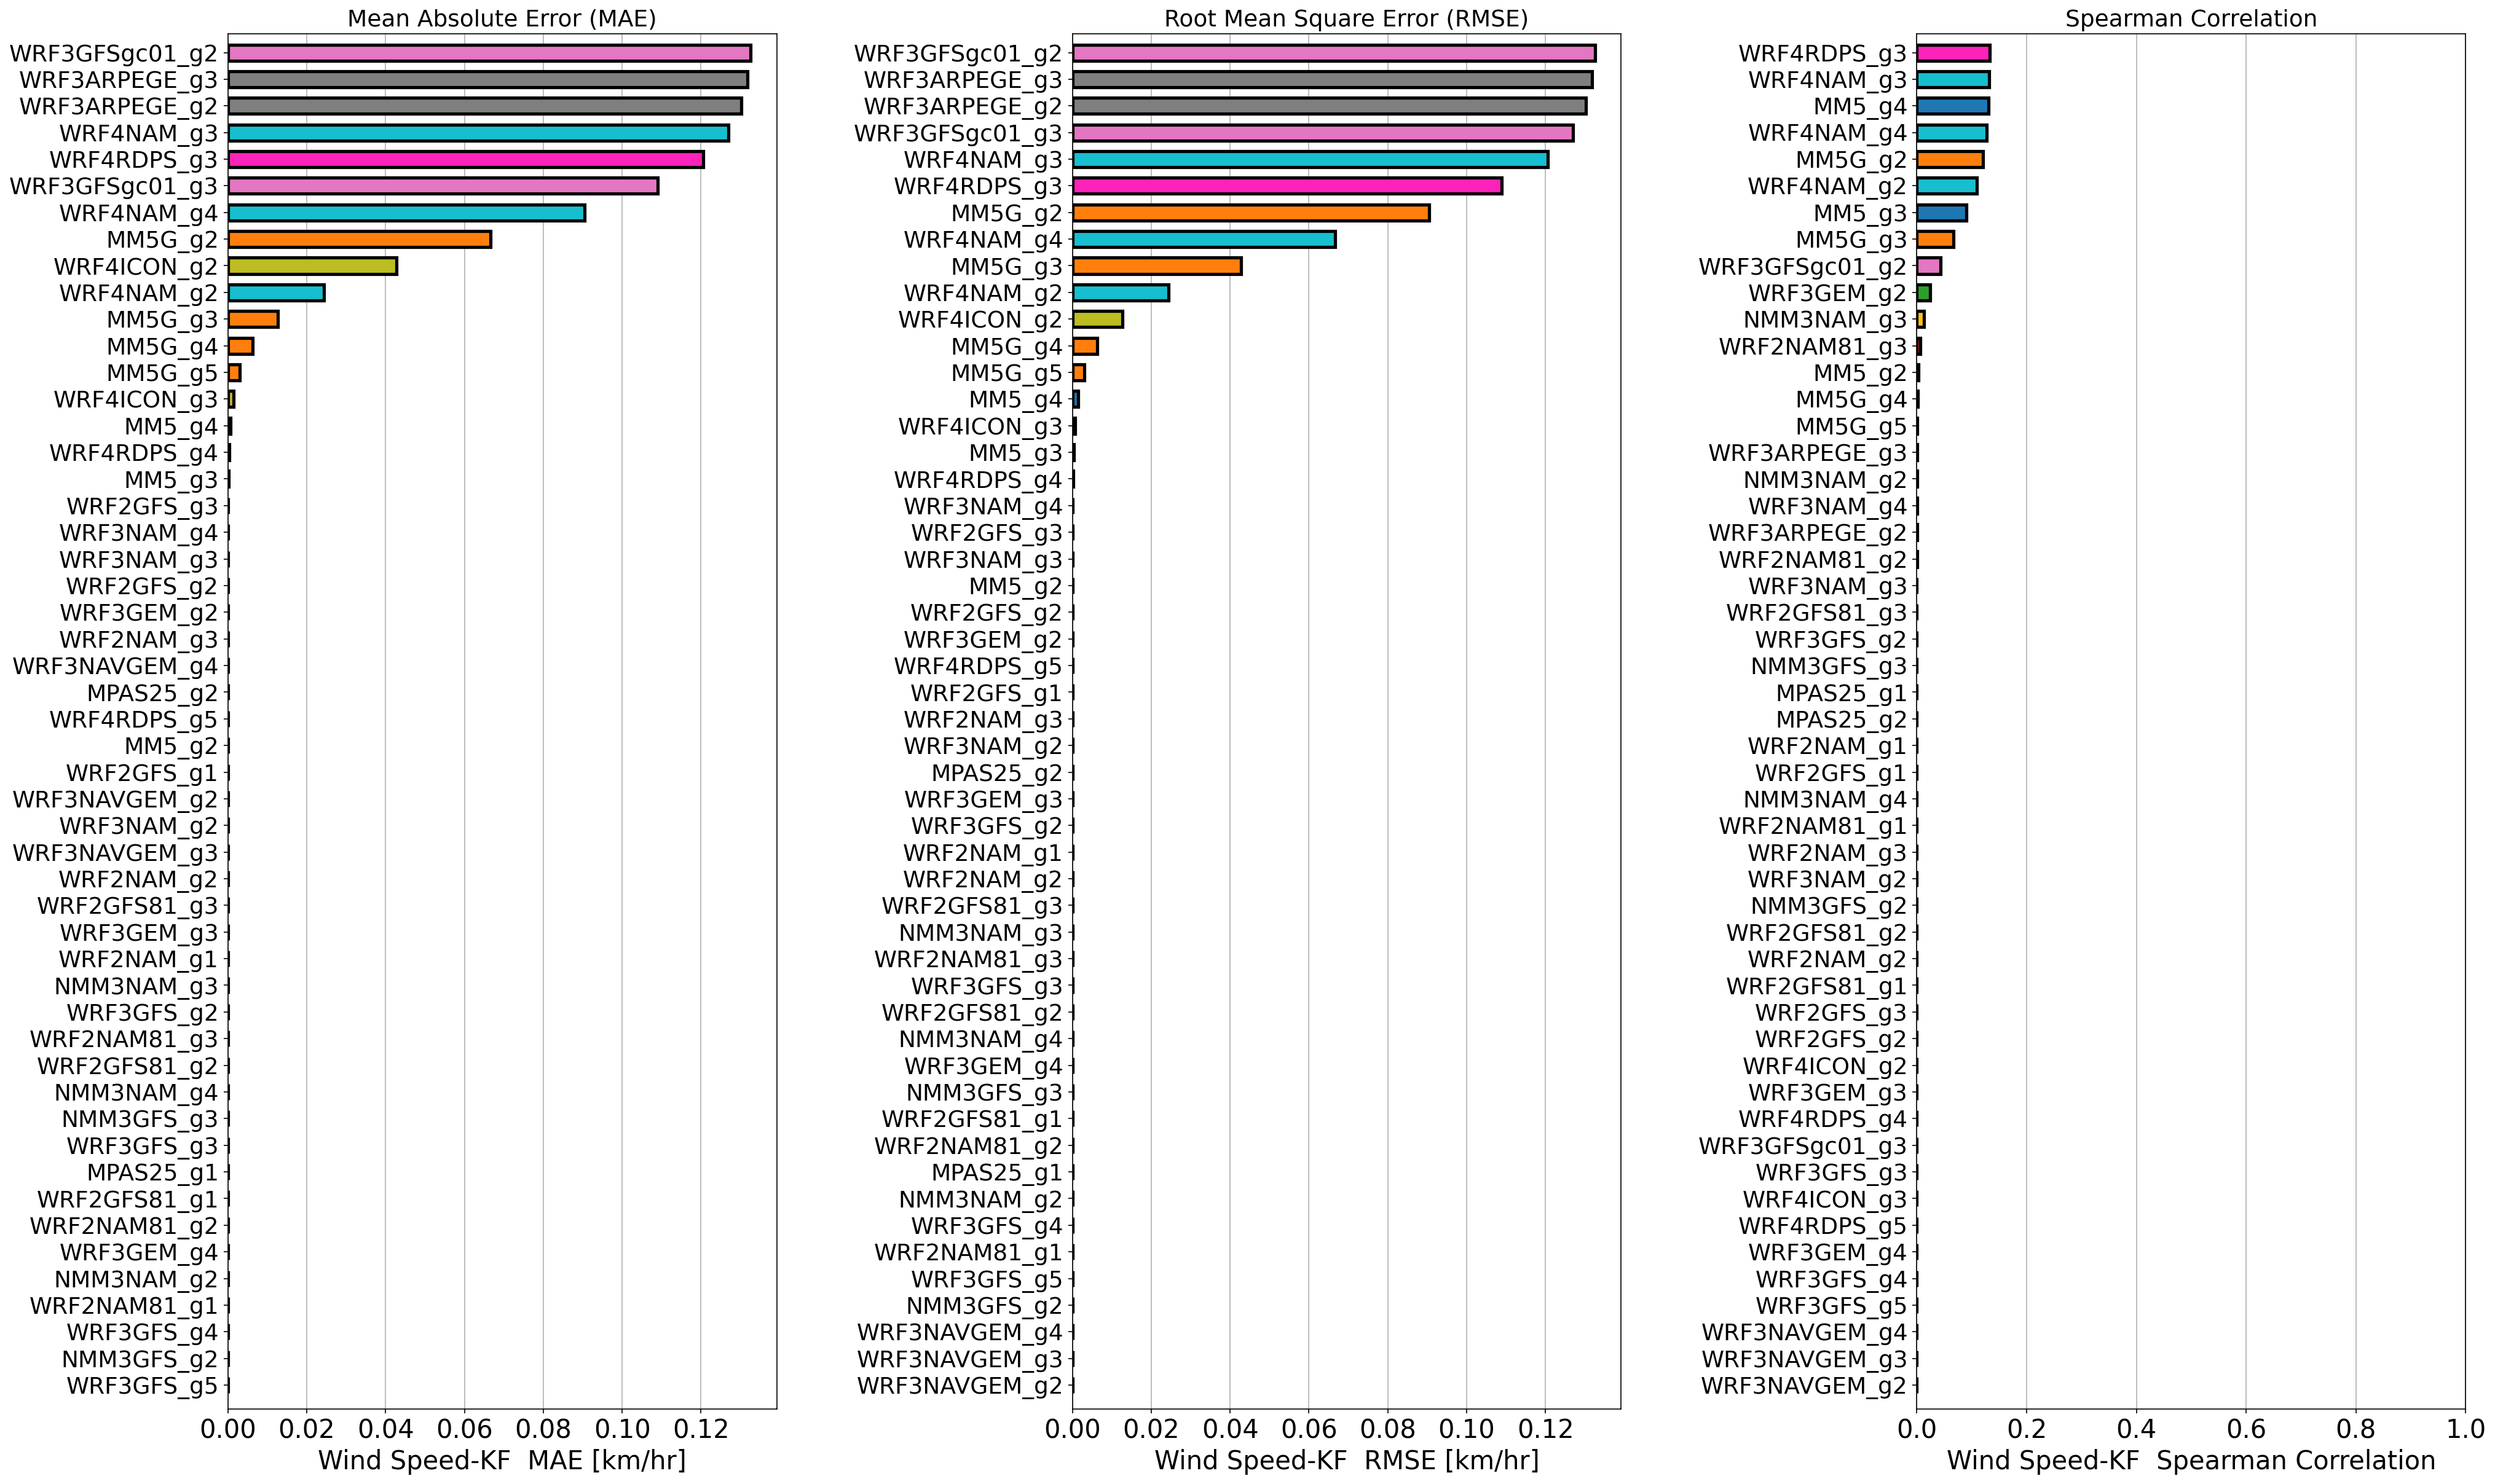 Mean Absolute Error (MAE)
WRF3GFSgc01_g2
WRF3ARPEGE_g3
WRF3ARPEGE_g2
WRF4NAM_g3
WRF4RDPS_g3
WRF3GFSgc01_g3
WRF4NAM_g4
MM5G_g2
WRF4ICON_g2
WRF4NAM_g2
MM5G_g3
MM5G_g4
MM5G_g5
WRF4ICON_g3
MM5_g4
WRF4RDPS_g4
MM5_g3
WRF2GFS_g3
WRF3NAM_g4
WRF3NAM_g3
WRF2GFS_g2
WRF3GEM_g2
WRF2NAM_g3
WRF3NAVGEM_g4
MPAS25_g2
WRF4RDPS_g5
MM5_g2
WRF2GFS_g1
WRF3NAVGEM_g2
WRF3NAM_g2
WRF3NAVGEM_g3
WRF2NAM_g2
WRF2GFS81_g3
WRF3GEM_g3
WRF2NAM_g1
NMM3NAM_g3
WRF3GFS_g2
WRF2NAM81_g3
WRF2GFS81_g2
NMM3NAM_g4
NMM3GFS_g3
WRF3GFS_g3
MPAS25_g1
WRF2GFS81_g1
WRF2NAM81_g2
WRF3GEM_g4
NMM3NAM_g2
WRF2NAM81_g1
WRF3GFS_g4
NMM3GFS_g2
WRF3GFS_g5
0.00 0.02 0.04 0.06 0.08 0.10 0.12
Wind Speed-KF  MAE [km/hr]
Root Mean Square Error (RMSE)
WRF3GFSgc01_g2
WRF3ARPEGE_g3
WRF3ARPEGE_g2
WRF3GFSgc01_g3
WRF4NAM_g3
WRF4RDPS_g3
MM5G_g2
WRF4NAM_g4
MM5G_g3
WRF4NAM_g2
WRF4ICON_g2
MM5G_g4
MM5G_g5
MM5_g4
WRF4ICON_g3
MM5_g3
WRF4RDPS_g4
WRF3NAM_g4
WRF2GFS_g3
WRF3NAM_g3
MM5_g2
WRF2GFS_g2
WRF3GEM_g2
WRF4RDPS_g5
WRF2GFS_g1
WRF2NAM_g3
WRF3NAM_g2
MPAS25_g2
WRF3GEM_g3
WRF3GFS_g2
WRF2NAM_g1
WRF2NAM_g2
WRF2GFS81_g3
NMM3NAM_g3
WRF2NAM81_g3
WRF3GFS_g3
WRF2GFS81_g2
NMM3NAM_g4
WRF3GEM_g4
NMM3GFS_g3
WRF2GFS81_g1
WRF2NAM81_g2
MPAS25_g1
NMM3NAM_g2
WRF3GFS_g4
WRF2NAM81_g1
WRF3GFS_g5
NMM3GFS_g2
WRF3NAVGEM_g4
WRF3NAVGEM_g3
WRF3NAVGEM_g2
0.00 0.02 0.04 0.06 0.08 0.10 0.12
Wind Speed-KF  RMSE [km/hr]
Spearman Correlation
WRF4RDPS_g3
WRF4NAM_g3
MM5_g4
WRF4NAM_g4
MM5G_g2
WRF4NAM_g2
MM5_g3
MM5G_g3
WRF3GFSgc01_g2
WRF3GEM_g2
NMM3NAM_g3
WRF2NAM81_g3
MM5_g2
MM5G_g4
MM5G_g5
WRF3ARPEGE_g3
NMM3NAM_g2
WRF3NAM_g4
WRF3ARPEGE_g2
WRF2NAM81_g2
WRF3NAM_g3
WRF2GFS81_g3
WRF3GFS_g2
NMM3GFS_g3
MPAS25_g1
MPAS25_g2
WRF2NAM_g1
WRF2GFS_g1
NMM3NAM_g4
WRF2NAM81_g1
WRF2NAM_g3
WRF3NAM_g2
NMM3GFS_g2
WRF2GFS81_g2
WRF2NAM_g2
WRF2GFS81_g1
WRF2GFS_g3
WRF2GFS_g2
WRF4ICON_g2
WRF3GEM_g3
WRF4RDPS_g4
WRF3GFSgc01_g3
WRF3GFS_g3
WRF4ICON_g3
WRF4RDPS_g5
WRF3GEM_g4
WRF3GFS_g4
WRF3GFS_g5
WRF3NAVGEM_g4
WRF3NAVGEM_g3
WRF3NAVGEM_g2
0.0 0.2 0.4 0.6 0.8 1.0
Wind Speed-KF  Spearman Correlation